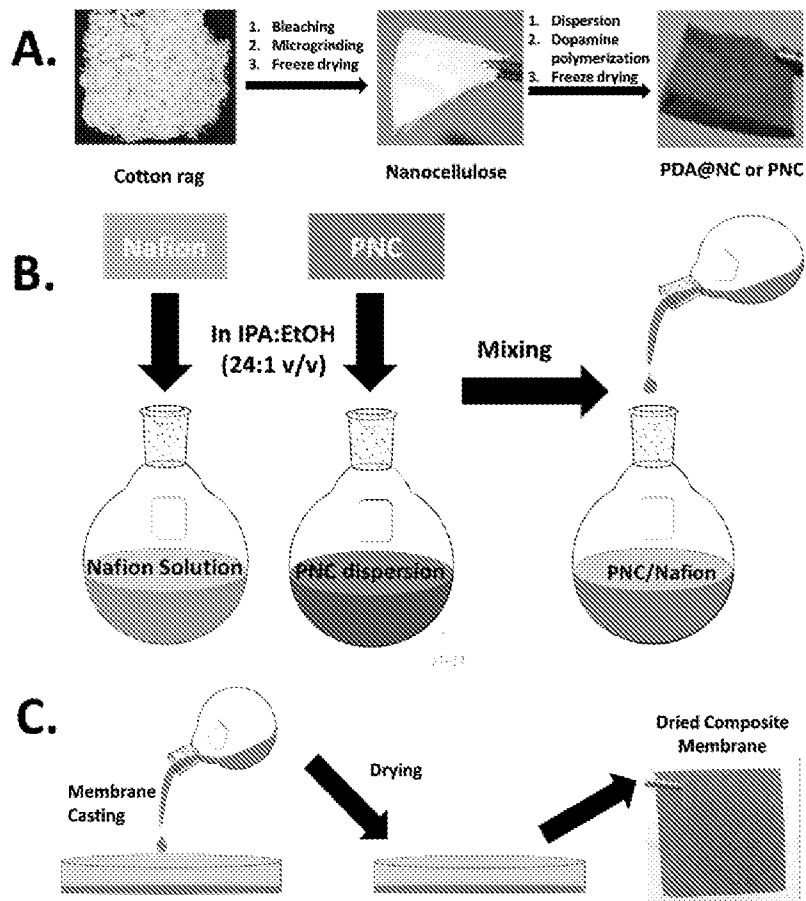 A.
1. Bleaching
2. Microgrinding
3. Freeze drying
1. Dispersion
2. Dopamine
polymerization
3. Freeze drying
Cotton rag
Nanocellulose
PDA@NC or PNC
B.
Nafion
PNC
In IPA:EtOH
(24:1 v/v)
Mixing
Nafion Solution
PNC dispersion
PNC/Nafion
C.
Membrane
Casting
Drying
Dried Composite
Membrane